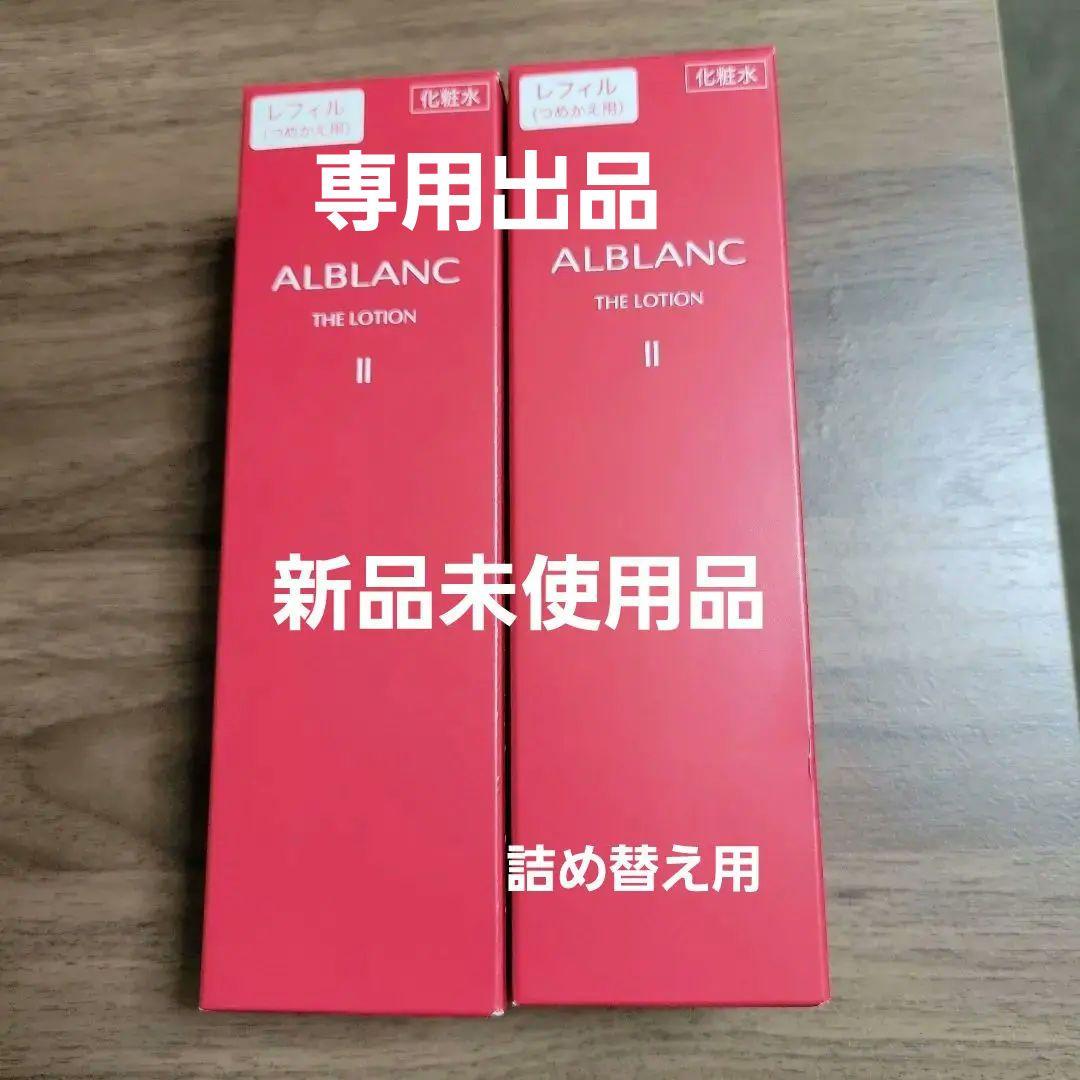 レフィル
(つめかえ用)
化粧水
レフィル
(つめかえ用)
化粧水
専用出品
ALBLANC
THE LOTION
II
ALBLANC
THE LOTION
II
新品未使用品
詰め替え用